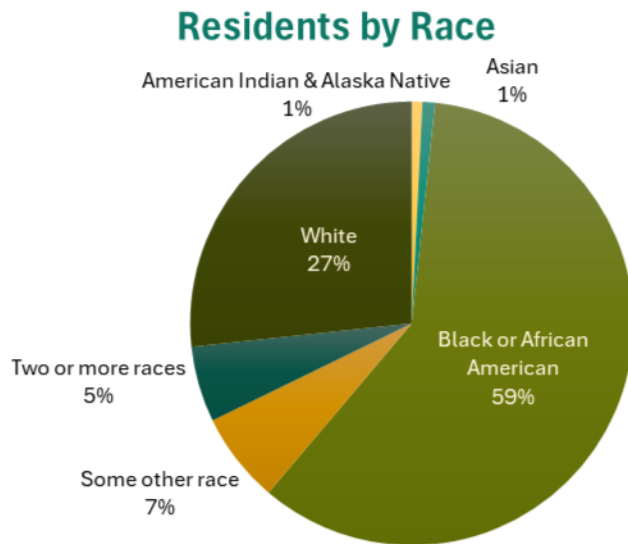 Residents by Race
American Indian & Alaska Native
1%
Asian
1%
White
27%
Black or African
American
59%
Two or more races
5%
Some other race
7%